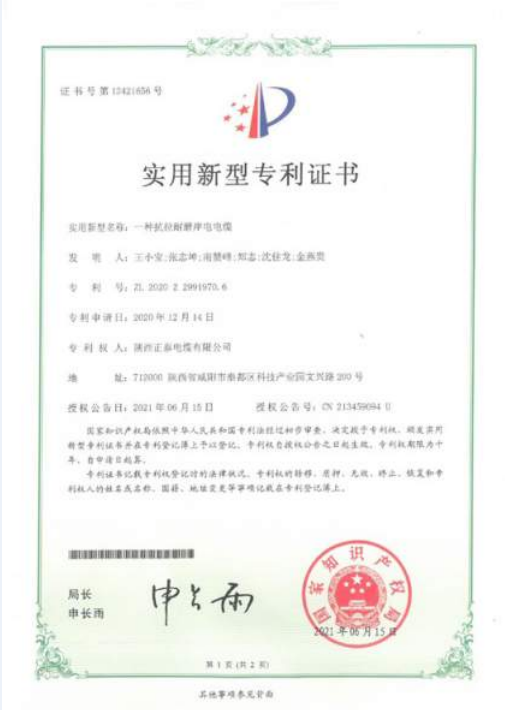 证书号第13421656号
实用新型专利证书
实用新型名称：一种抗拉耐磨岸电电缆
发 明 人：王小安;张志坤;南赞峰;郑志;沈佳龙;金燕贤
专 利 号：ZL 2020 2 2991970.6
专利申请日：2020年12月14日
专 利 权 人：陕西正泰电缆有限公司
地 址：712000 陕西省咸阳市秦都区科技产业园文兴路200号
授权公告日：2021年06月15日 授权公告号：CN 213459094 U
国家知识产权局依照中华人民共和国专利法经过初步审查，决定授予专利权，颁发实用
新型专利证书并在专利登记簿上予以登记。专利权自授权公告之日起生效。专利权期限为十
年，自申请日起算。
专利证书记载专利权登记时的法律状况。专利权的转移、质押、无效、终止、恢复和专
利权人的姓名或名称、国籍、地址变更等事项记载在专利登记簿上。
局长
申长雨
申长雨
国家知识产权局
2021年06月15日
第 1 页 (共 2 页)
其他事项参见背面